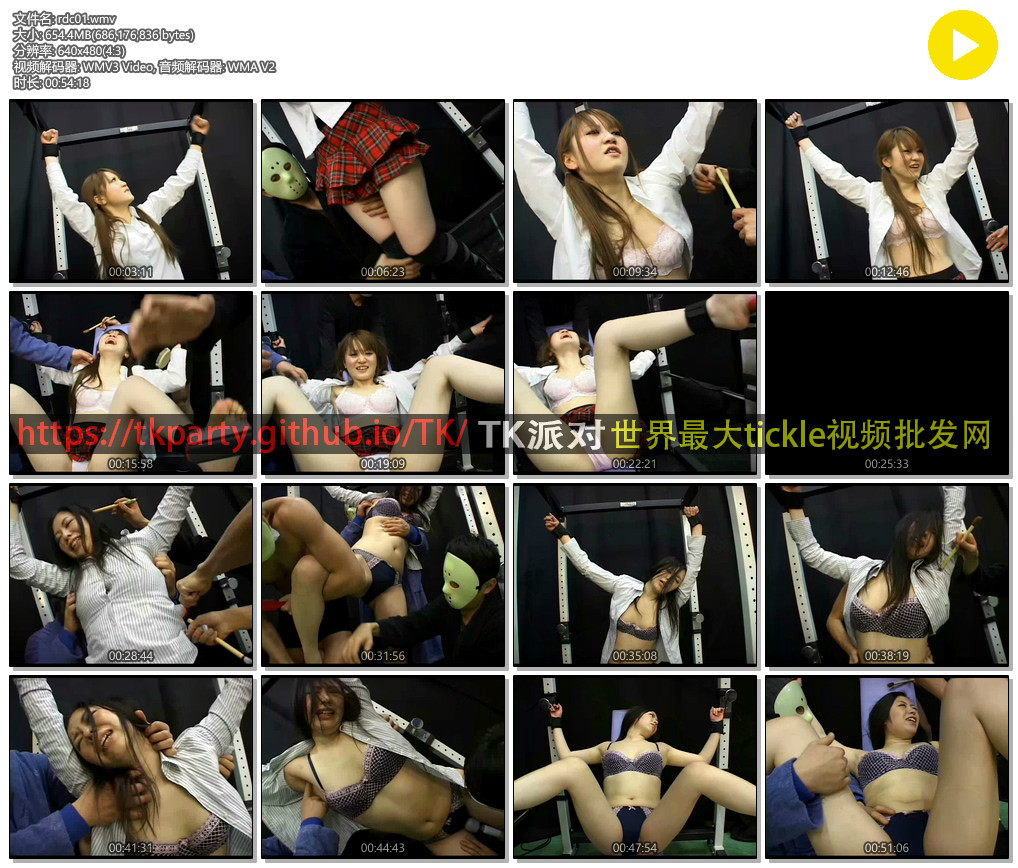 文件名: rdc01.wmv
大小: 654.4MB(686,176,836 bytes)
分辨率: 640x480(4:3)
视频解码器: WMV3 Video, 音频解码器: WMA V2
时长: 00:54:18
00:03:11
00:06:23
00:09:34
00:12:46
https://tkparty.github.io/TK/ TK派对 世界最大tickle视频批发网
00:15:58
00:19:09
00:22:21
00:25:33
00:28:44
00:31:56
00:35:08
00:38:19
00:41:31
00:44:43
00:47:54
00:51:06